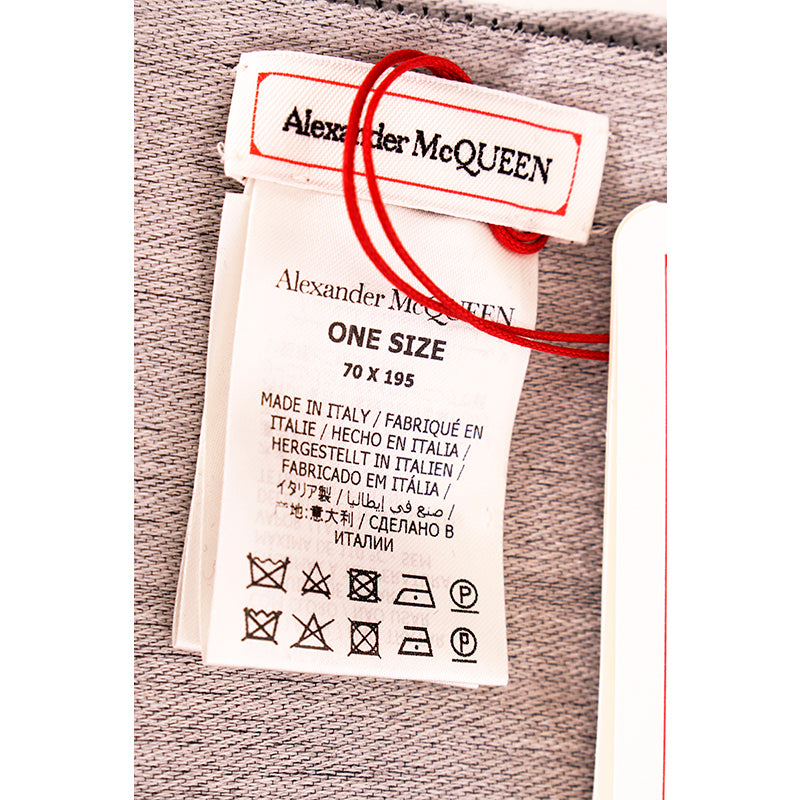 Alexander McQUEEN
Alexander McQUEEN
ONE SIZE
70 X 195
MADE IN ITALY / FABRIQUÉ EN
ITALIE / HECHO EN ITALIA /
HERGESTELLT IN ITALIEN /
FABRICADO EM ITÁLIA /
イタリア製 / صنع في إيطاليا /
产地:意大利 / СДЕЛАНО В
ИТАЛИИ
P
P